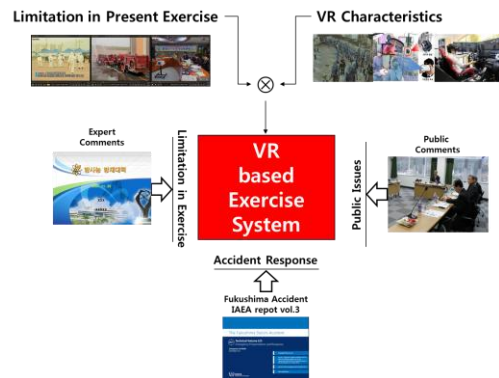 Limitation in Present Exercise
VR Characteristics
Expert
Comments
Limitation in Exercise
VR
based
Exercise
System
Public Issues
Public
Comments
Accident Response
Fukushima Accident
IAEA repot vol.3
The Fukushima Daiichi Accident